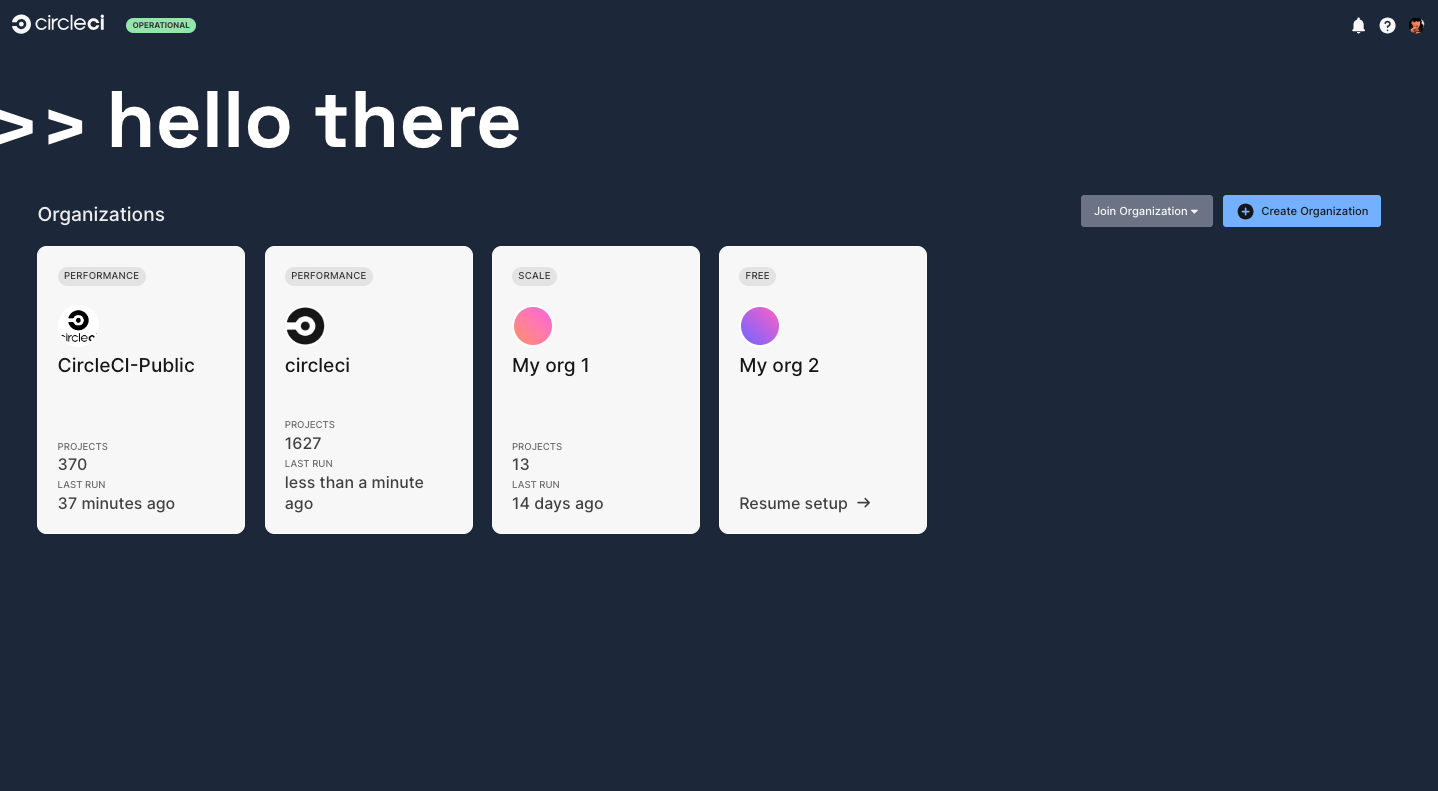 circleci
OPERATIONAL
>> hello there
Organizations
Join Organization
Create Organization
PERFORMANCE
CircleCI-Public
PROJECTS
370
LAST RUN
37 minutes ago
PERFORMANCE
circleci
PROJECTS
1627
LAST RUN
less than a minute
ago
SCALE
My org 1
PROJECTS
13
LAST RUN
14 days ago
FREE
My org 2
Resume setup →